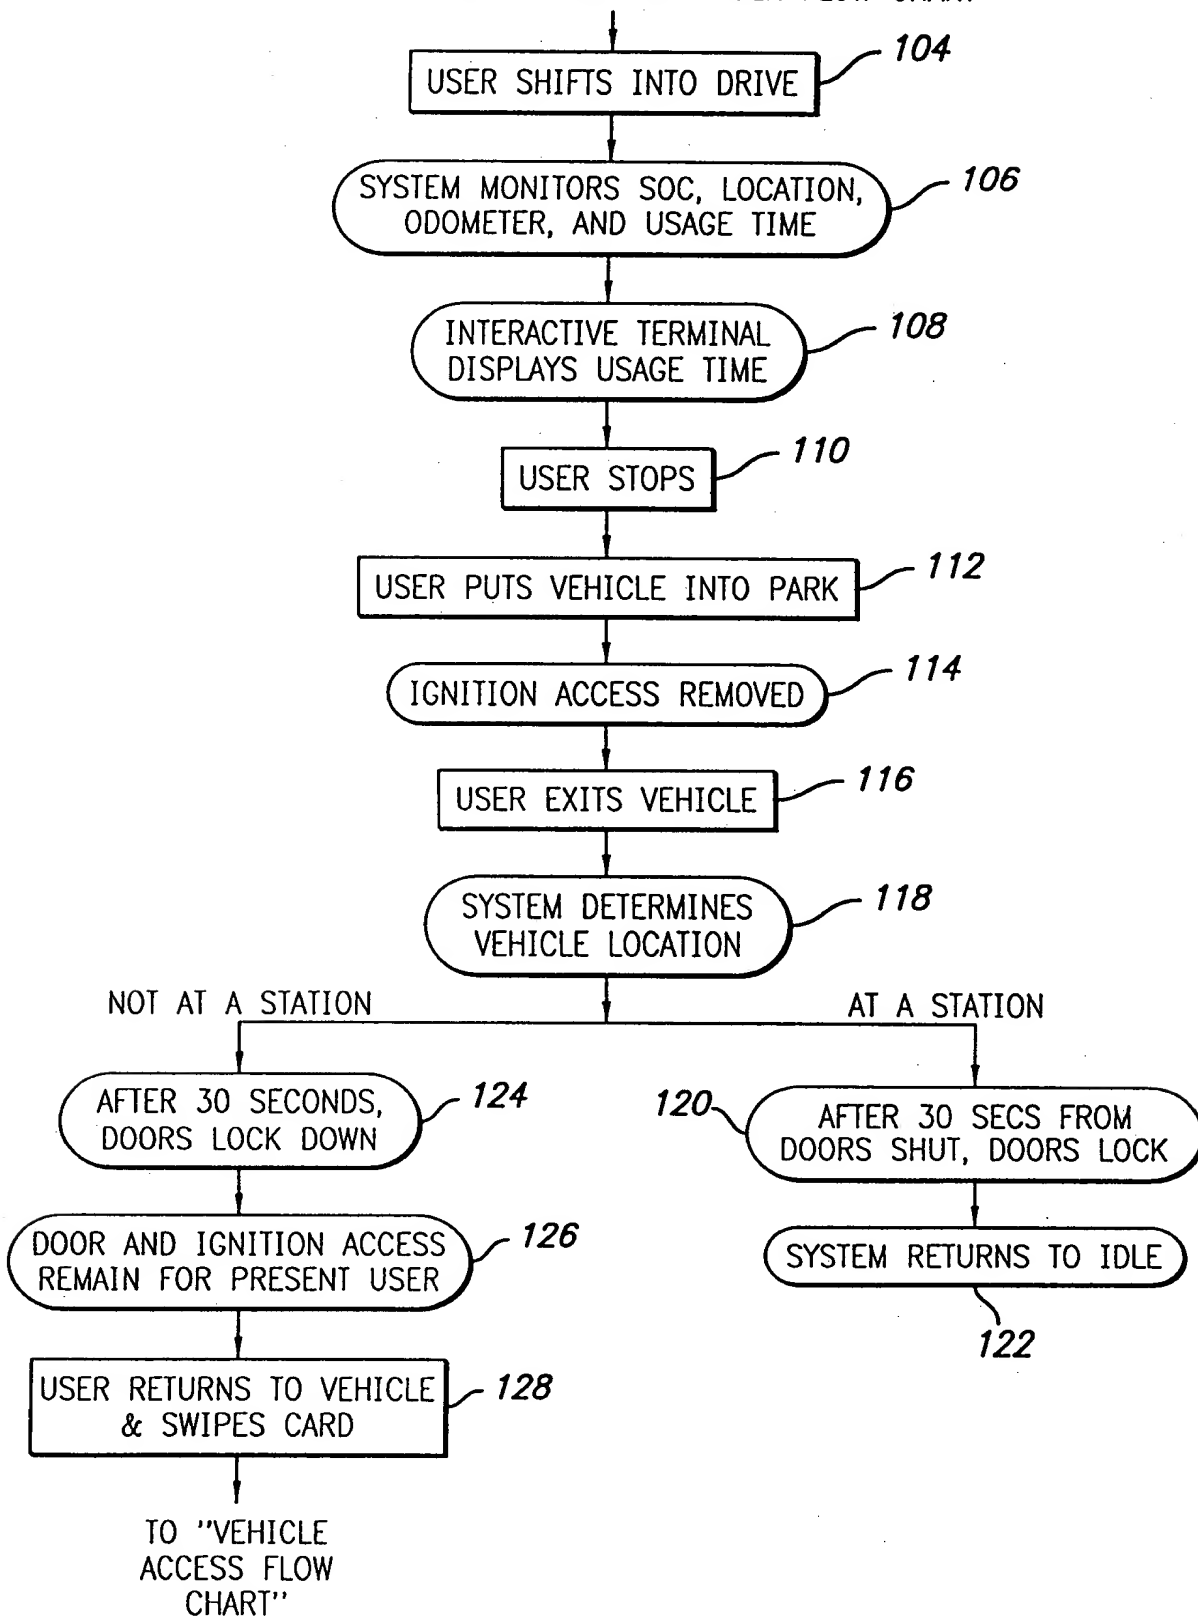 FLOW CHART
104
USER SHIFTS INTO DRIVE
106
SYSTEM MONITORS SOC, LOCATION,
ODOMETER, AND USAGE TIME
108
INTERACTIVE TERMINAL
DISPLAYS USAGE TIME
110
USER STOPS
112
USER PUTS VEHICLE INTO PARK
114
IGNITION ACCESS REMOVED
116
USER EXITS VEHICLE
118
SYSTEM DETERMINES
VEHICLE LOCATION
NOT AT A STATION
AT A STATION
124
AFTER 30 SECONDS,
DOORS LOCK DOWN
120
AFTER 30 SECS FROM
DOORS SHUT, DOORS LOCK
126
DOOR AND IGNITION ACCESS
REMAIN FOR PRESENT USER
SYSTEM RETURNS TO IDLE
122
128
USER RETURNS TO VEHICLE
& SWIPES CARD
TO "VEHICLE
ACCESS FLOW
CHART"